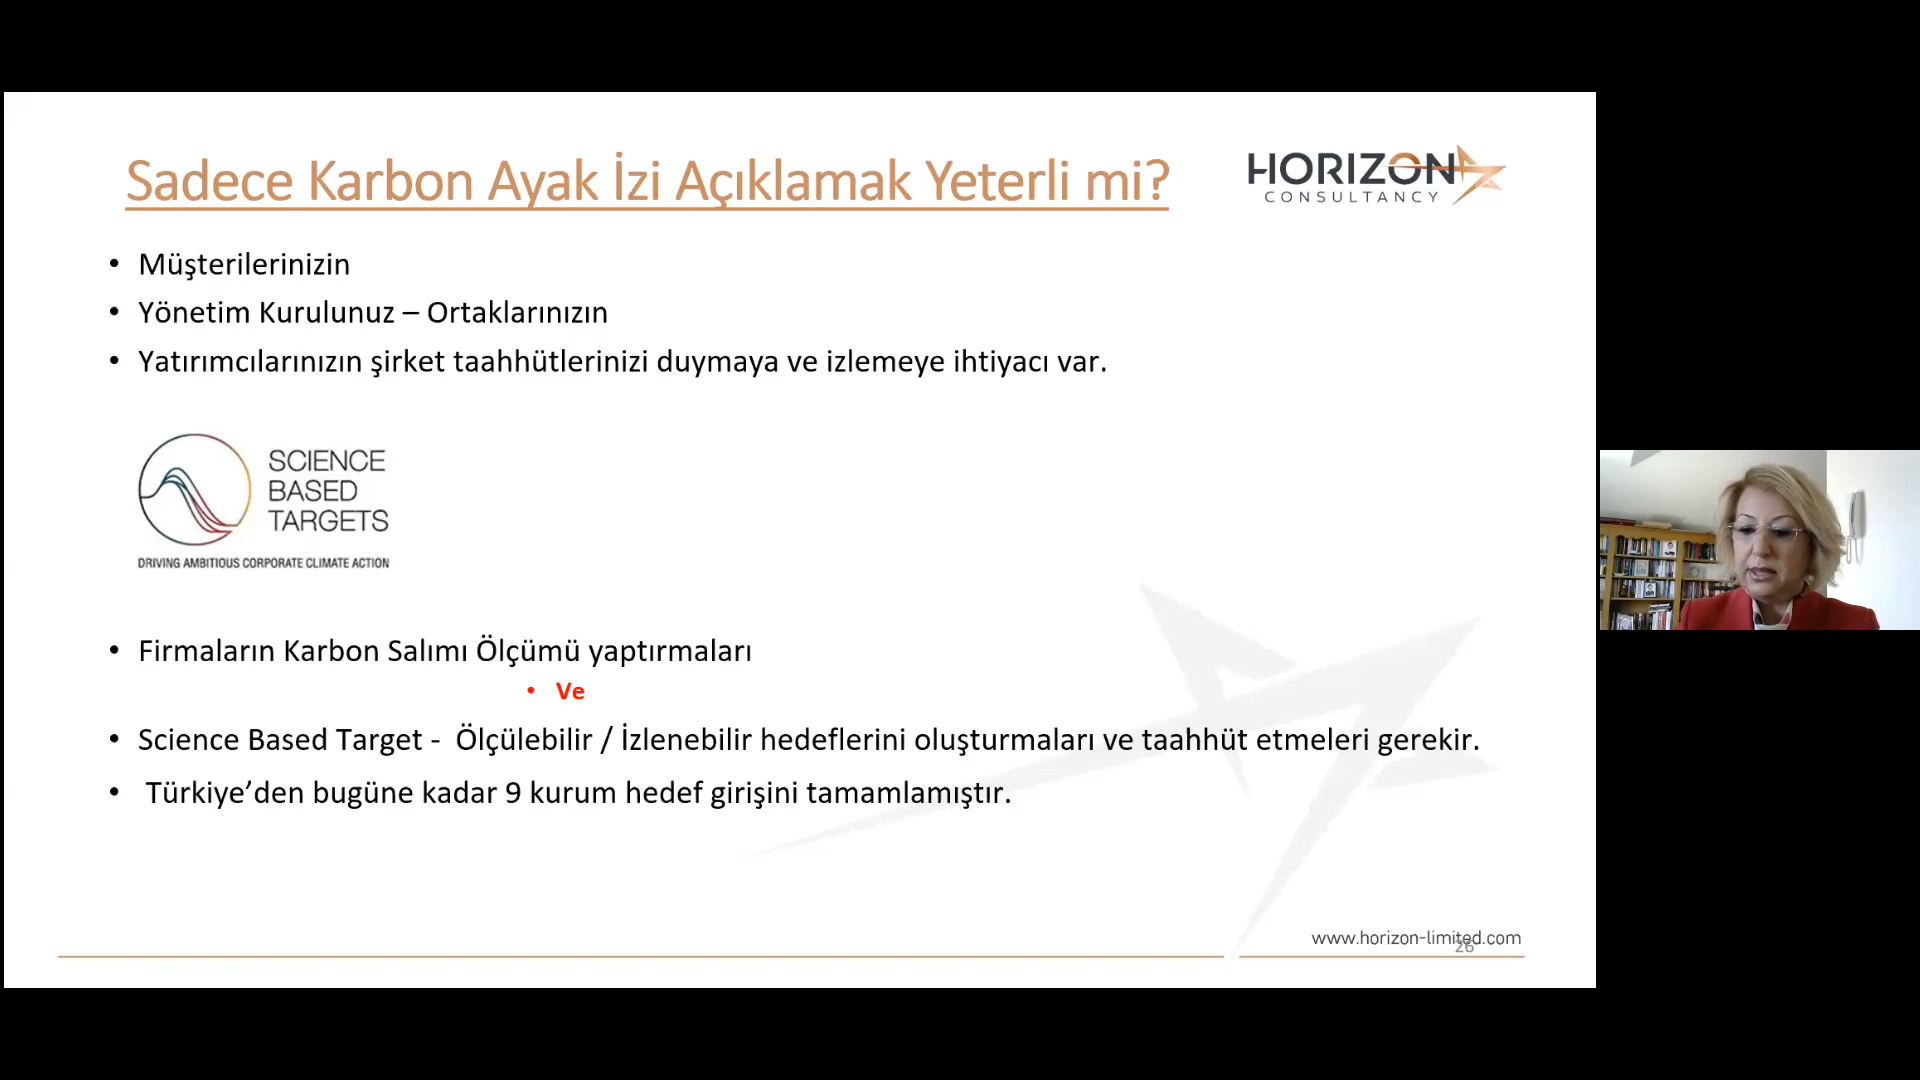 Sadece Karbon Ayak İzi Açıklamak Yeterli mi?
HORIZON
CONSULTANCY
• Müşterilerinizin
• Yönetim Kurulunuz – Ortaklarınızın
• Yatırımcılarınızın şirket taahhütlerinizi duymaya ve izlemeye ihtiyacı var.
SCIENCE
BASED
TARGETS
DRIVING AMBITIOUS CORPORATE CLIMATE ACTION
• Firmaların Karbon Salımı Ölçümü yaptırmaları
• Ve
• Science Based Target - Ölçülebilir / İzlenebilir hedeflerini oluşturmaları ve taahhüt etmeleri gerekir.
• Türkiye’den bugüne kadar 9 kurum hedef girişini tamamlamıştır.
www.horizon-limited.com
26